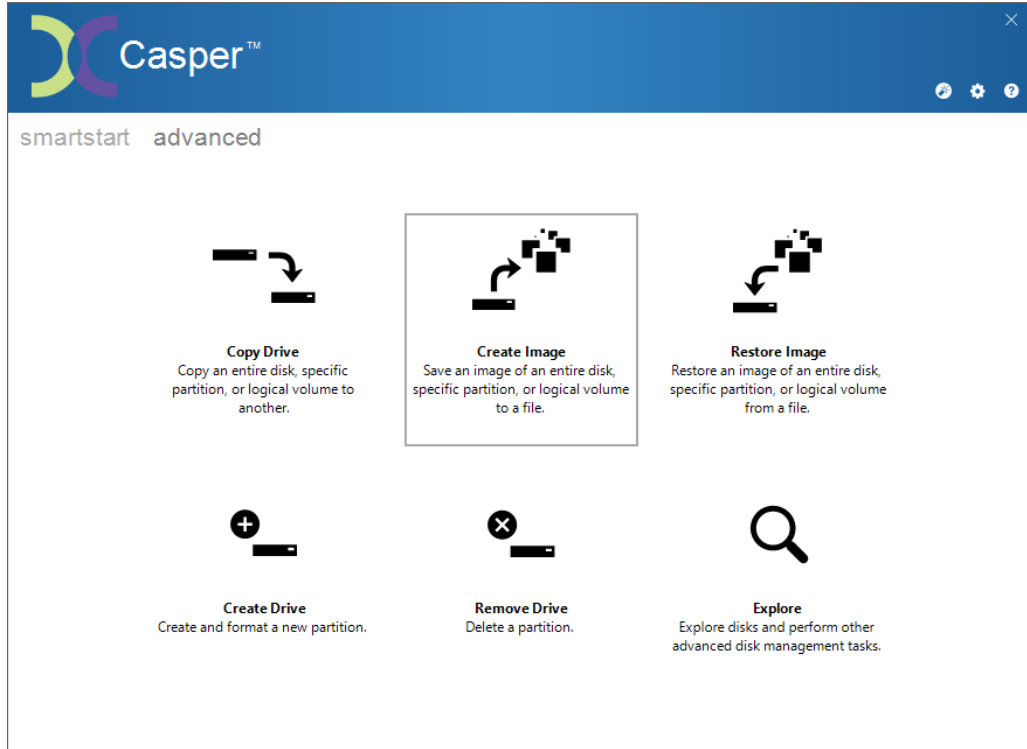 Casper™
smartstart advanced
Copy Drive
Copy an entire disk, specific
partition, or logical volume to
another.
Create Image
Save an image of an entire disk,
specific partition, or logical volume
to a file.
Restore Image
Restore an image of an entire disk,
specific partition, or logical volume
from a file.
Create Drive
Create and format a new partition.
Remove Drive
Delete a partition.
Explore
Explore disks and perform other
advanced disk management tasks.